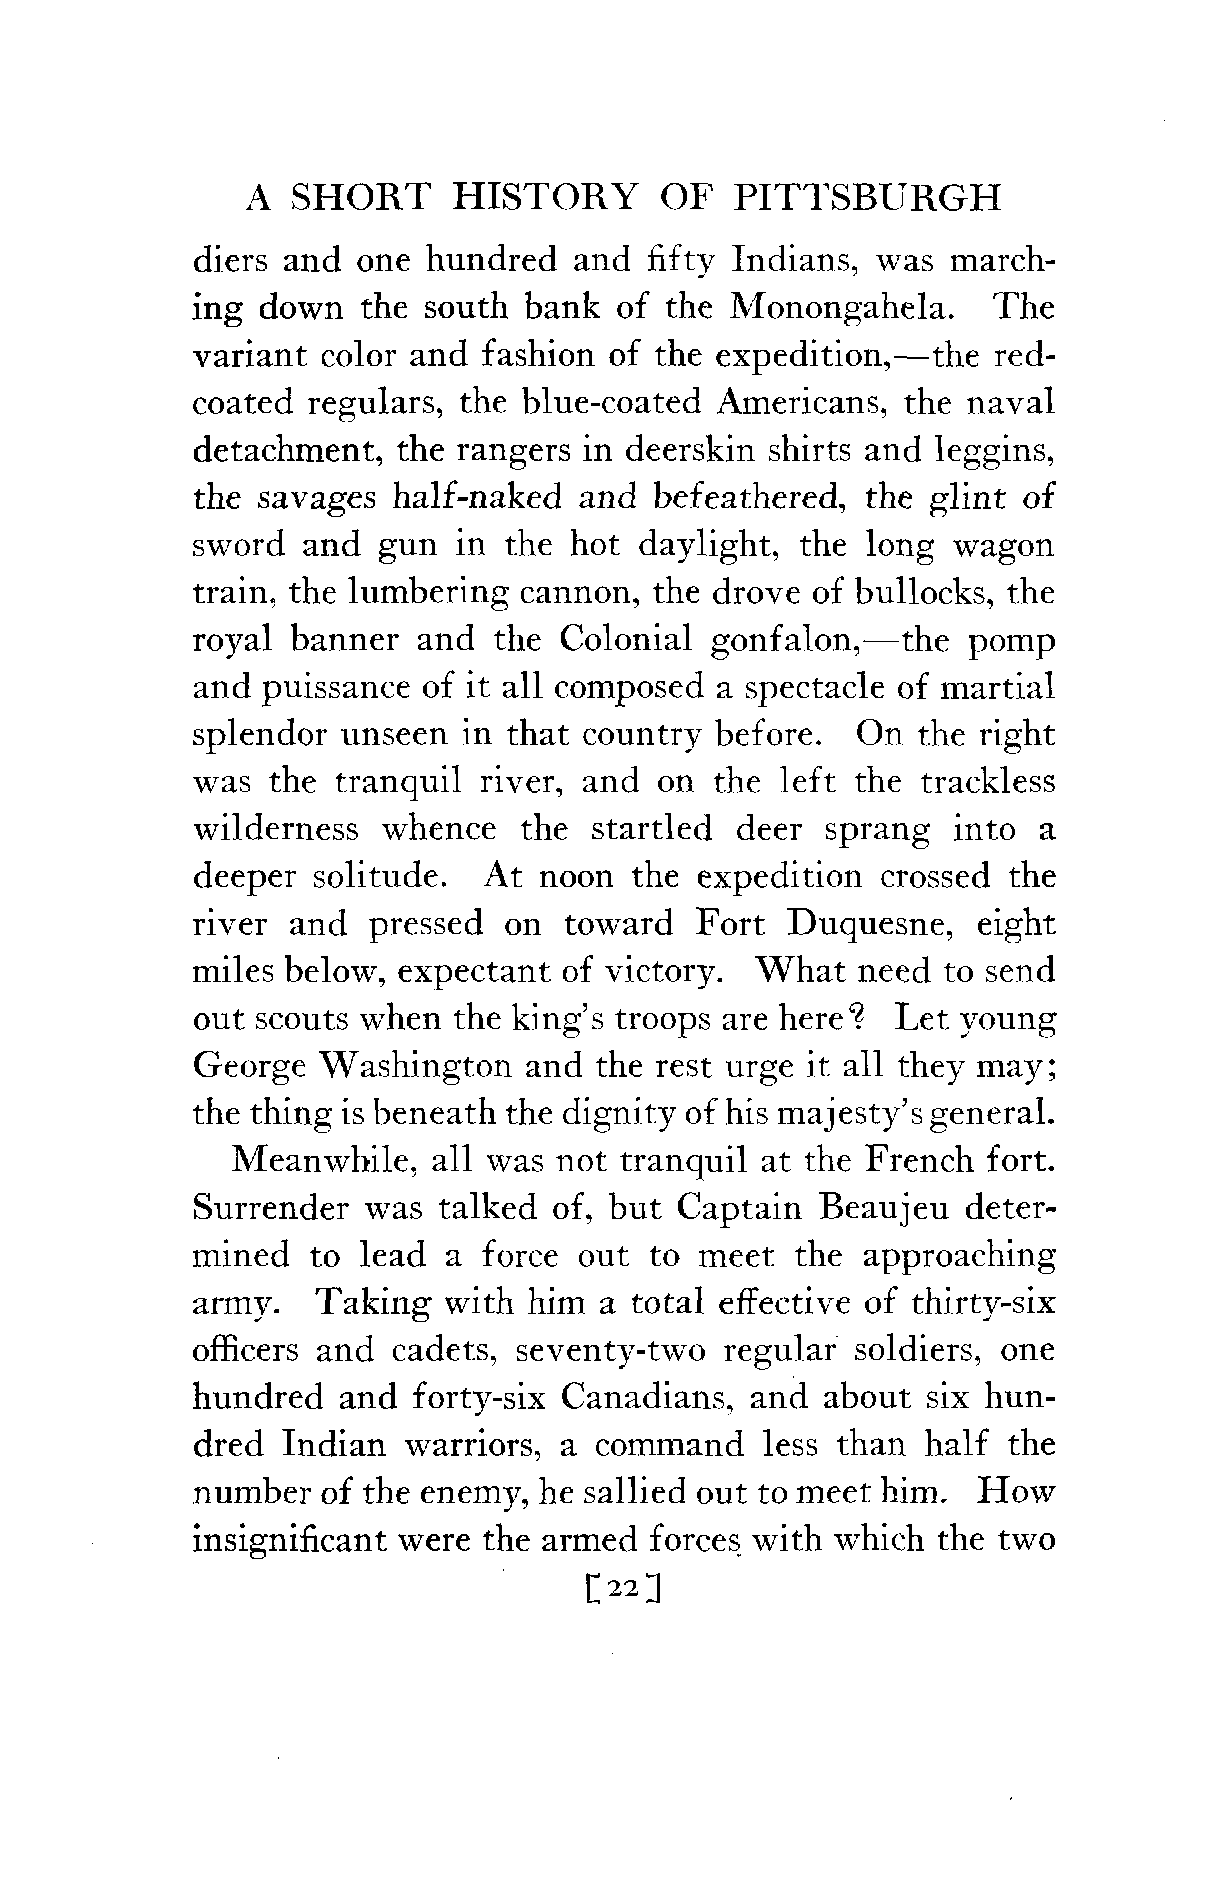 A SHORT HISTORY OF PITTSBURGH
diers and one hundred and fifty Indians, was march-
ing down the south bank of the Monongahela. The
variant color and fashion of the expedition,—the red-
coated regulars, the blue-coated Americans, the naval
detachment, the rangers in deerskin shirts and leggins,
the savages half-naked and befeathered, the glint of
sword and gun in the hot daylight, the long wagon
train, the lumbering cannon, the drove of bullocks, the
royal banner and the Colonial gonfalon,—the pomp
and puissance of it all composed a spectacle of martial
splendor unseen in that country before. On the right
was the tranquil river, and on the left the trackless
wilderness whence the startled deer sprang into a
deeper solitude. At noon the expedition crossed the
river and pressed on toward Fort Duquesne, eight
miles below, expectant of victory. What need to send
out scouts when the king's troops are here? Let young
George Washington and the rest urge it all they may;
the thing is beneath the dignity of his majesty's general.
Meanwhile, all was not tranquil at the French fort.
Surrender was talked of, but Captain Beaujeu deter-
mined to lead a force out to meet the approaching
army. Taking with him a total effective of thirty-six
officers and cadets, seventy-two regular soldiers, one
hundred and forty-six Canadians, and about six hun-
dred Indian warriors, a command less than half the
number of the enemy, he sallied out to meet him. How
insignificant were the armed forces with which the two
[22]